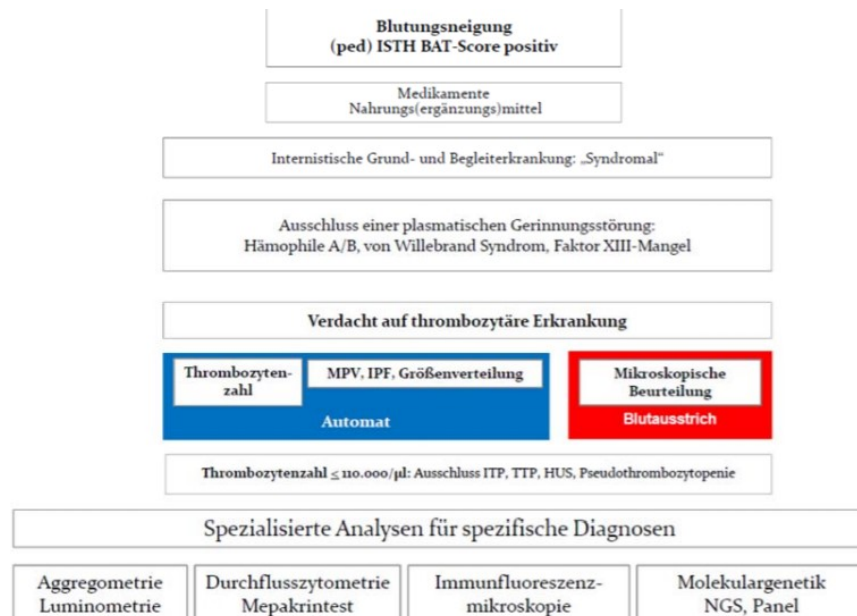 Blutungsneigung
(ped) ISTH BAT-Score positiv
Medikamente
Nahrungs(ergänzungs)mittel
Internistische Grund- und Begleiterkrankung: „Syndromal“
Ausschluss einer plasmatischen Gerinnungsstörung:
Hämophile A/B, von Willebrand Syndrom, Faktor XIII-Mangel
Verdacht auf thrombozytäre Erkrankung
Thrombozyten-
zahl
MPV, IPF, Größenverteilung
Automat
Mikroskopische
Beurteilung
Blutausstrich
Thrombozytenzahl ≤ 110.000/µl: Ausschluss ITP, TTP, HUS, Pseudothrombozytopenie
Spezialisierte Analysen für spezifische Diagnosen
Aggregometrie
Luminometrie
Durchflusszytometrie
Mepakrintest
Immunfluoreszenz-
mikroskopie
Molekulargenetik
NGS, Panel